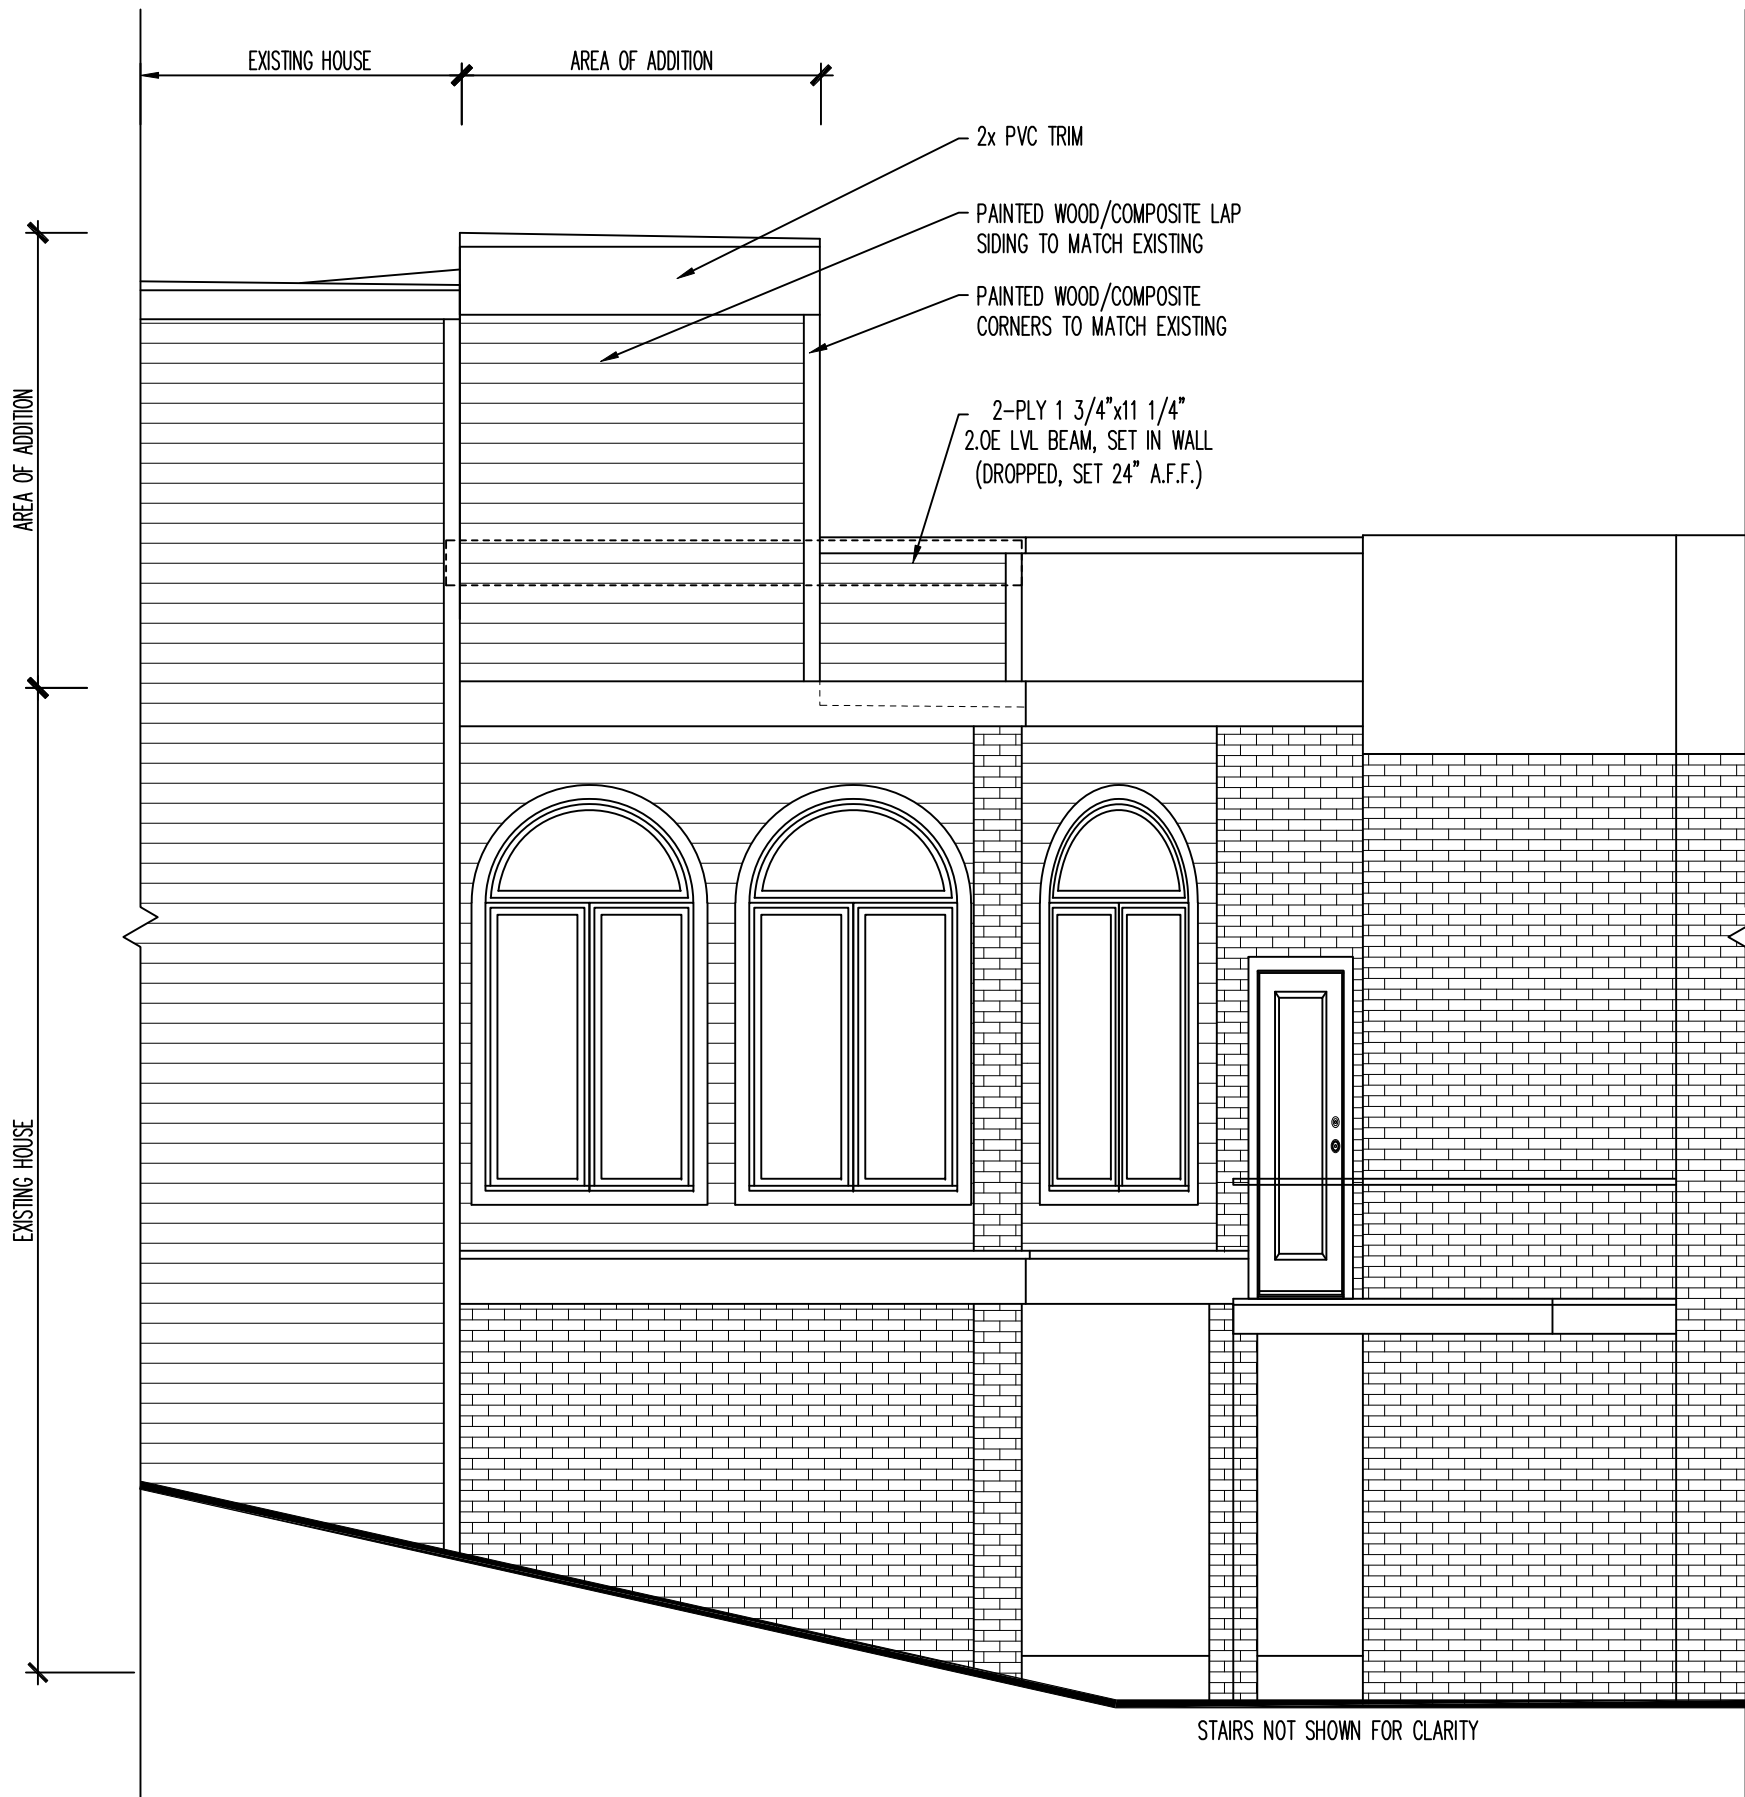 EXISTING HOUSE
AREA OF ADDITION
2x PVC TRIM
PAINTED WOOD/COMPOSITE LAP
SIDING TO MATCH EXISTING
PAINTED WOOD/COMPOSITE
CORNERS TO MATCH EXISTING
2-PLY 1 3/4"x11 1/4"
2.0E LVL BEAM, SET IN WALL
(DROPPED, SET 24" A.F.F.)
AREA OF ADDITION
EXISTING HOUSE
STAIRS NOT SHOWN FOR CLARITY